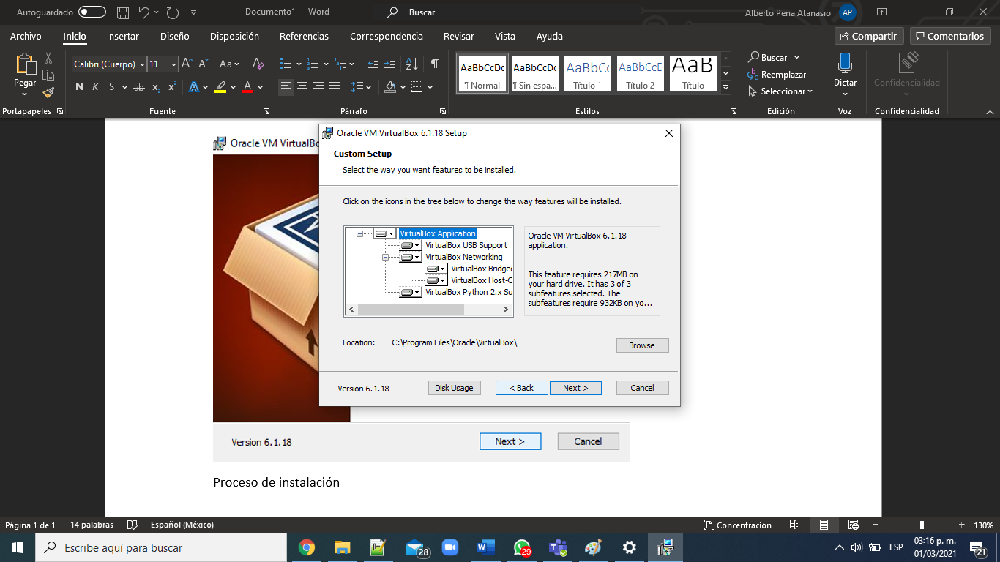 Autoguardado
Documento1 - Word
Buscar
Alberto Pena Atanasio
AP
Archivo Inicio Insertar Diseño Disposición Referencias Correspondencia Revisar Vista Ayuda
Compartir Comentarios
Pegar
Calibri (Cuerpo) 11
N K S ab x₂ x² A A
AaBbCcDc AaBbCcDc AaBbCc AaBbCcE AaB
¶ Normal ¶ Sin espa... Título 1 Título 2 Título
Buscar
Reemplazar
Seleccionar
Dictar
Confidencialidad
Portapapeles Fuente Párrafo Estilos Edición Voz Confidencialidad
Oracle VM VirtualBo
Oracle VM VirtualBox 6.1.18 Setup
Custom Setup
Select the way you want features to be installed.
Click on the icons in the tree below to change the way features will be installed.
VirtualBox Application
VirtualBox USB Support
VirtualBox Networking
VirtualBox Bridge
VirtualBox Host-O
VirtualBox Python 2.x Su
Oracle VM VirtualBox 6.1.18
application.
This feature requires 217MB on
your hard drive. It has 3 of 3
subfeatures selected. The
subfeatures require 932KB on yo...
Location: C:\Program Files\Oracle\VirtualBox\
Browse
Version 6.1.18 Disk Usage < Back Next > Cancel
Version 6.1.18 Next > Cancel
Proceso de instalación
Página 1 de 1 14 palabras Español (México) Concentración 130%
Escribe aquí para buscar
28
29
ESP
03:16 p. m.
01/03/2021
21